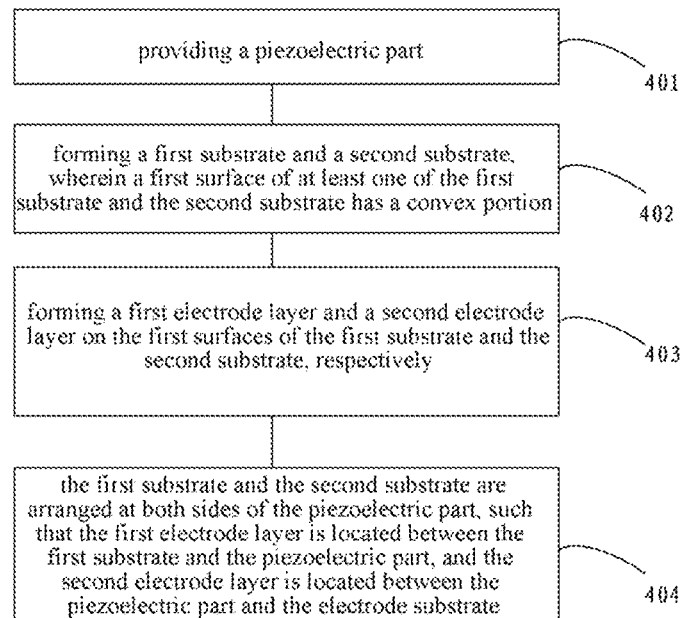 providing a piezoelectric part
401
forming a first substrate and a second substrate,
wherein a first surface of at least one of the first
substrate and the second substrate has a convex portion
402
forming a first electrode layer and a second electrode
layer on the first surfaces of the first substrate and the
second substrate, respectively
403
the first substrate and the second substrate are
arranged at both sides of the piezoelectric part, such
that the first electrode layer is located between the
first substrate and the piezoelectric part, and the
second electrode layer is located between the
piezoelectric part and the electrode substrate
404